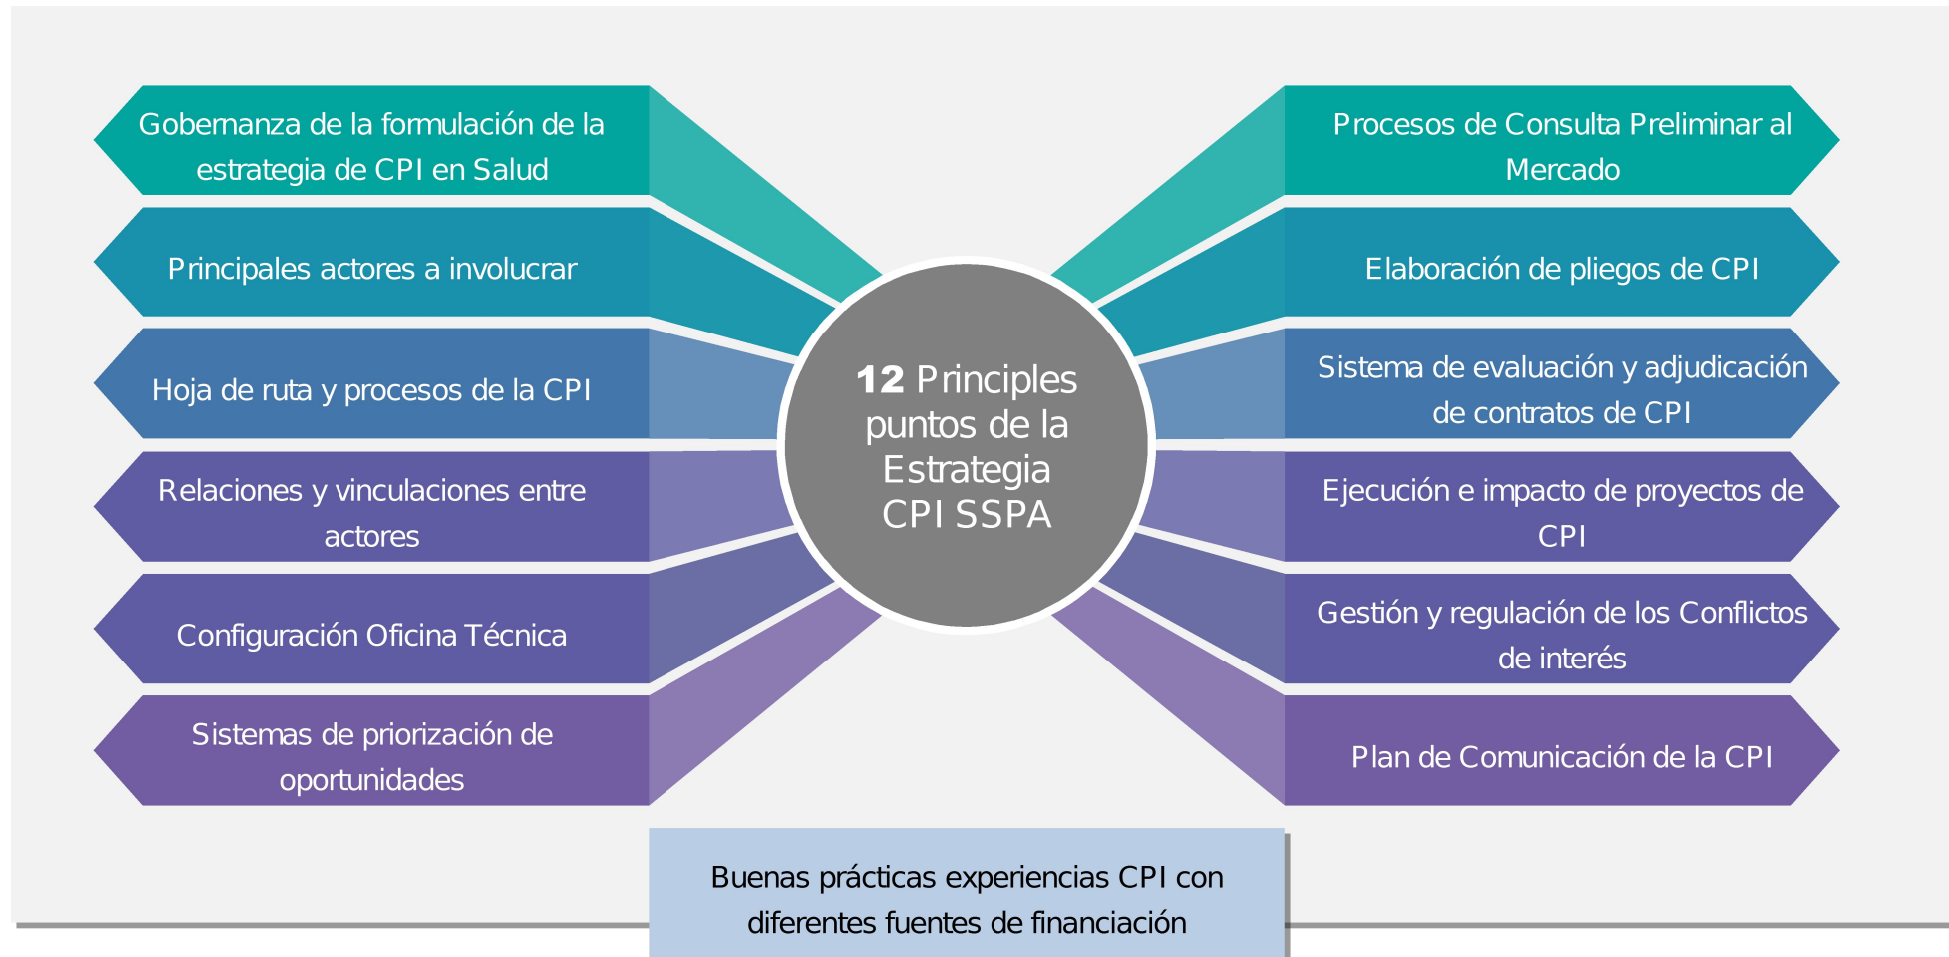 Gobernanza de la formulación de la
estrategia de CPI en Salud
Principales actores a involucrar
Hoja de ruta y procesos de la CPI
Relaciones y vinculaciones entre
actores
Configuración Oficina Técnica
Sistemas de priorización de
oportunidades
12 Principles
puntos de la
Estrategia
CPI SSPA
Procesos de Consulta Preliminar al
Mercado
Elaboración de pliegos de CPI
Sistema de evaluación y adjudicación
de contratos de CPI
Ejecución e impacto de proyectos de
CPI
Gestión y regulación de los Conflictos
de interés
Plan de Comunicación de la CPI
Buenas prácticas experiencias CPI con
diferentes fuentes de financiación